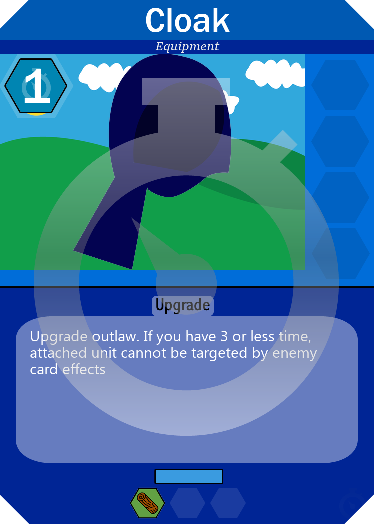 Cloak
Equipment
1
Upgrade
Upgrade outlaw. If you have 3 or less time,
attached unit cannot be targeted by enemy
card effects